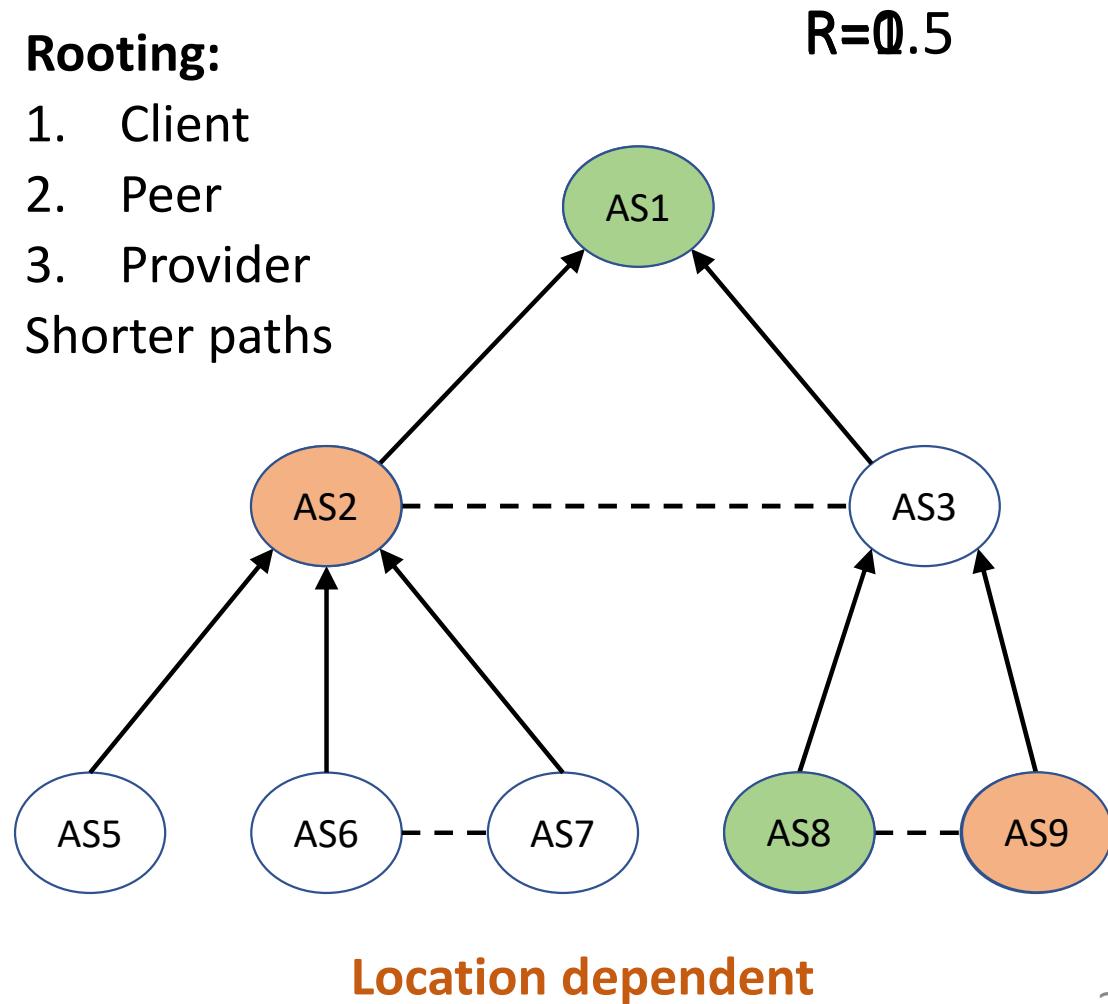 Rooting:
1. Client
2. Peer
3. Provider
Shorter paths
AS1
AS2
AS3
AS5
AS6
AS7
AS8
AS9
Location dependent